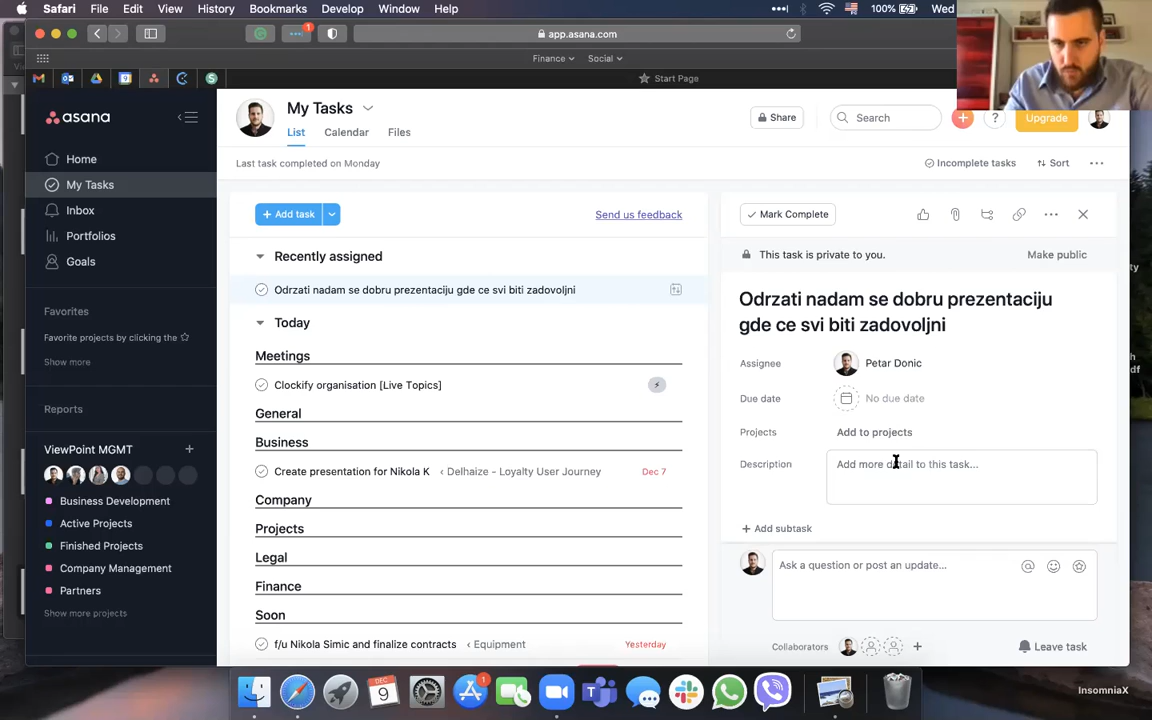 Safari File Edit View History Bookmarks Develop Window Help 100% Wed
app.asana.com
Finance Social
Start Page
asana
My Tasks
List Calendar Files
Share
Search
?
Upgrade
Home
My Tasks
Inbox
Portfolios
Goals
Favorites
Favorite projects by clicking the
Show more
Reports
ViewPoint MGMT
Business Development
Active Projects
Finished Projects
Company Management
Partners
Show more projects
Last task completed on Monday
Incomplete tasks
Sort
+ Add task
Send us feedback
Recently assigned
Odrzati nadam se dobru prezentaciju gde ce svi biti zadovoljni
Today
Meetings
Clockify organisation [Live Topics]
General
Business
Create presentation for Nikola K ‹ Delhaize - Loyalty User Journey Dec 7
Company
Projects
Legal
Finance
Soon
f/u Nikola Simic and finalize contracts ‹ Equipment Yesterday
Mark Complete
This task is private to you.
Make public
Odrzati nadam se dobru prezentaciju
gde ce svi biti zadovoljni
Assignee Petar Donic
Due date No due date
Projects Add to projects
Description Add more detail to this task...
+ Add subtask
Ask a question or post an update...
Collaborators
Leave task
DEC
9
1
InsomniaX